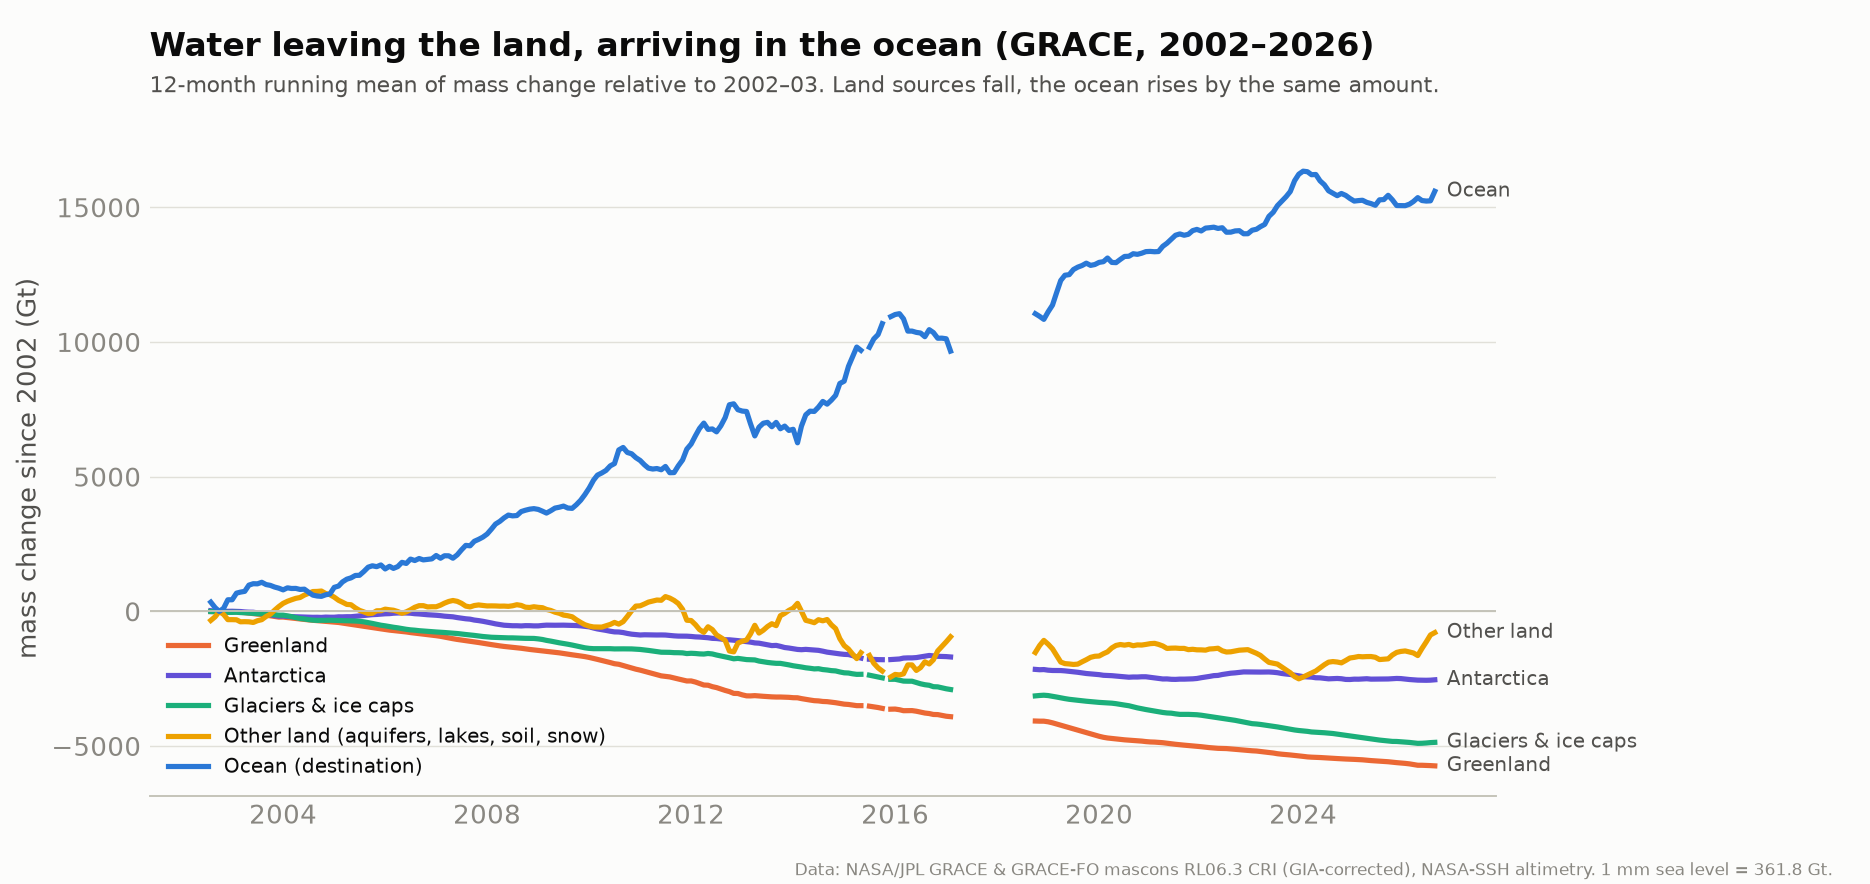 Water leaving the land, arriving in the ocean (GRACE, 2002–2026)
12-month running mean of mass change relative to 2002–03. Land sources fall, the ocean rises by the same amount.
mass change since 2002 (Gt)
15000
10000
5000
0
−5000
Ocean
Other land
Antarctica
Glaciers & ice caps
Greenland
Greenland
Antarctica
Glaciers & ice caps
Other land (aquifers, lakes, soil, snow)
Ocean (destination)
2004
2008
2012
2016
2020
2024
Data: NASA/JPL GRACE & GRACE-FO mascons RL06.3 CRI (GIA-corrected), NASA-SSH altimetry. 1 mm sea level = 361.8 Gt.